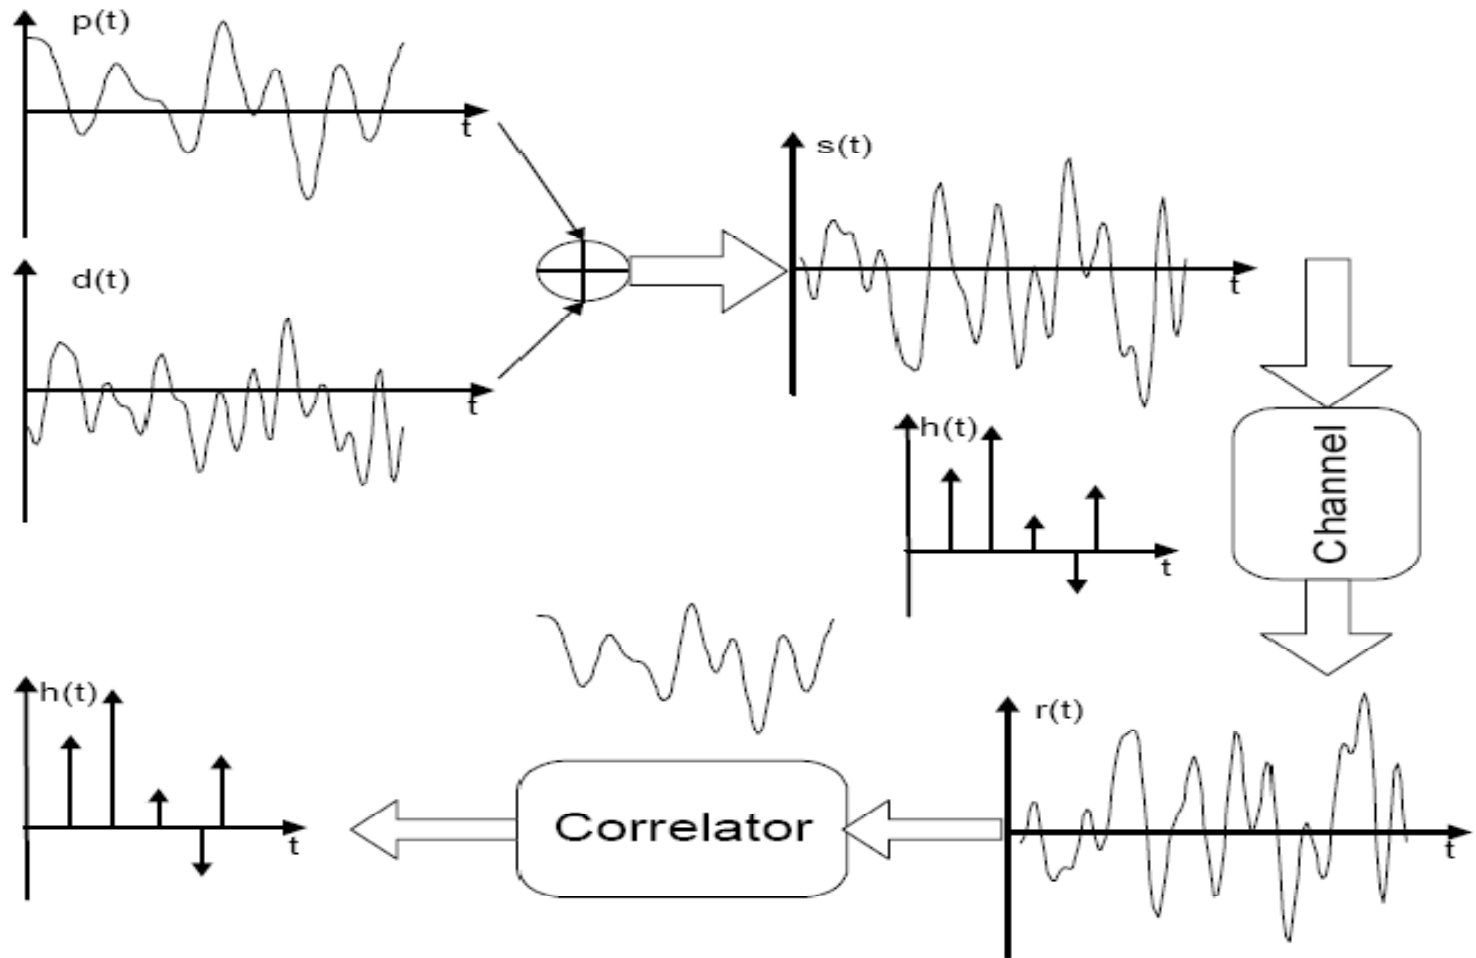 p(t)
t
d(t)
t
s(t)
t
h(t)
t
Channel
r(t)
t
Correlator
h(t)
t